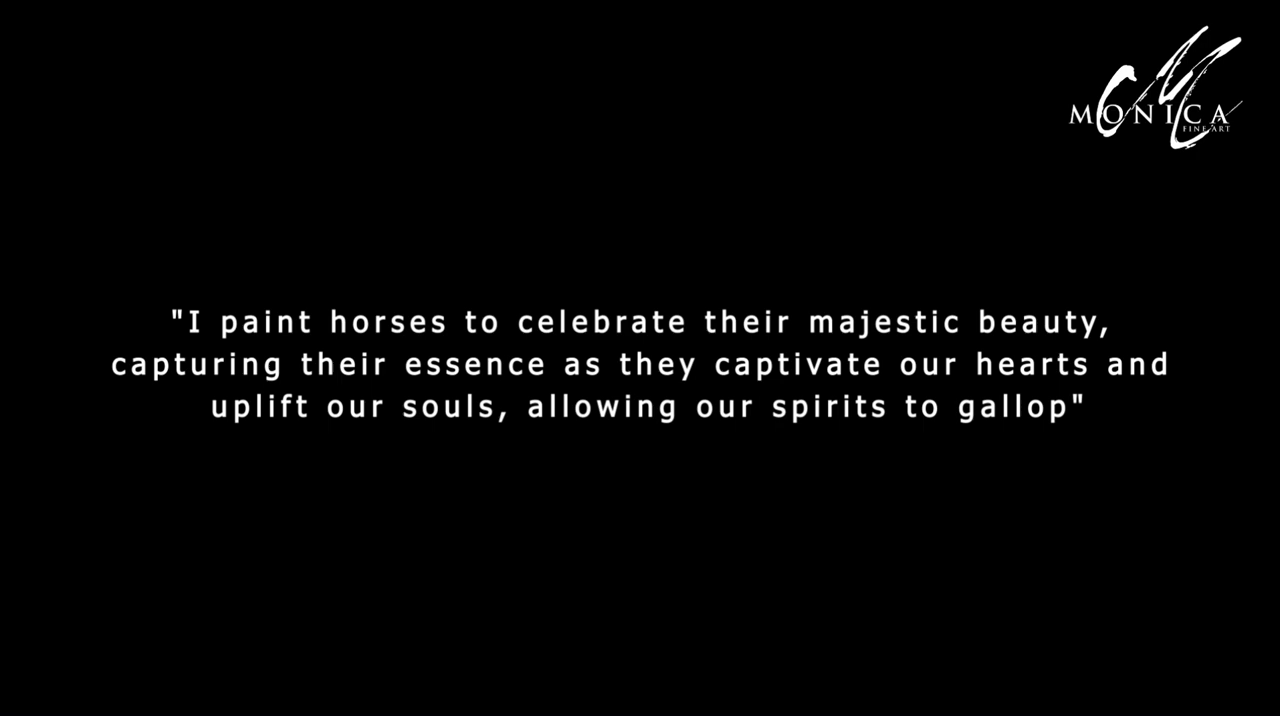 MONICA
FINE ART
"I paint horses to celebrate their majestic beauty,
capturing their essence as they captivate our hearts and
uplift our souls, allowing our spirits to gallop"